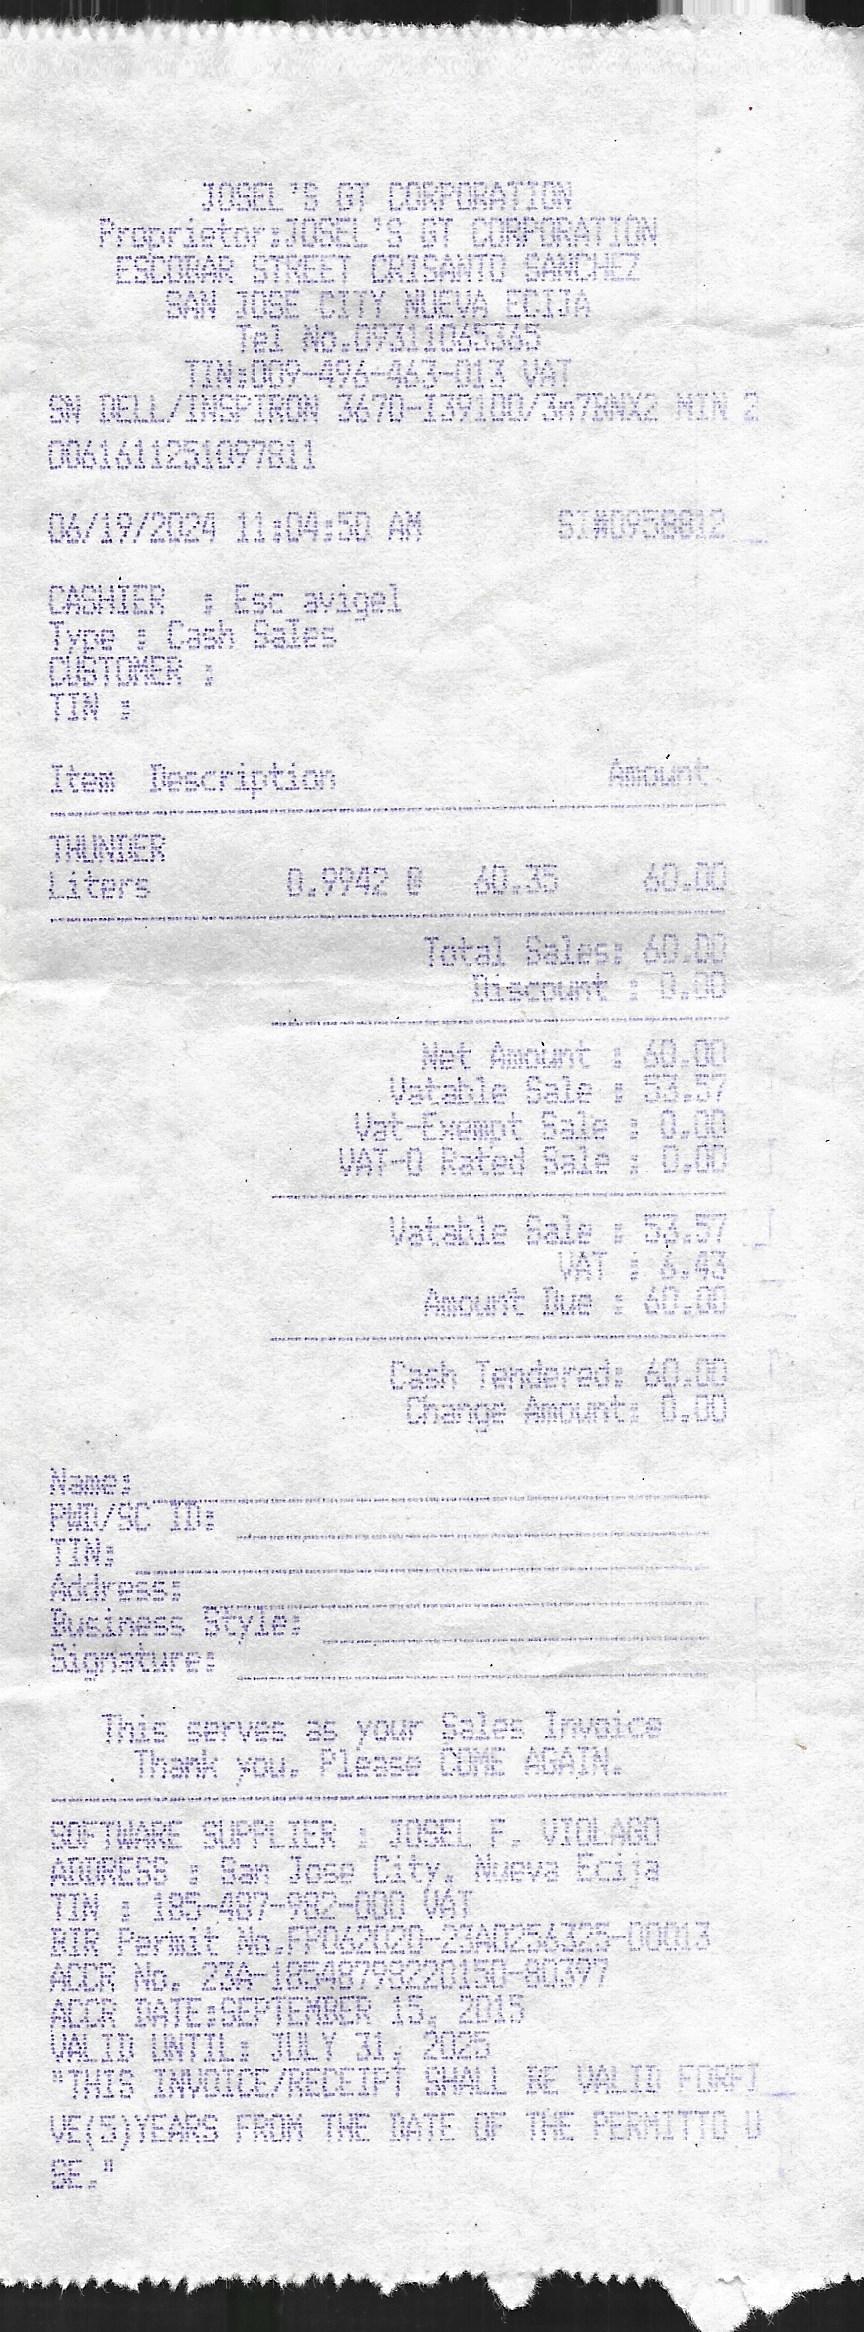 JOSEL'S GT CORPORATION
Proprietor:JOSEL'S GT CORPORATION
ESCOBAR STREET CRISANTO SANCHEZ
SAN JOSE CITY NUEVA ECIJA
Tel No.09311065365
TIN:009-496-463-013 VAT
SN DELL/INSPIRON 3670-I39100/3m7BNX2 MIN 2
0061611251097811
06/19/2024 11:04:50 AM SI#0958812
CASHIER : Esc avigel
Type : Cash Sales
CUSTOMER :
TIN :
Item Description Amount
THUNDER
Liters 0.9942 @ 60.35 60.00
Total Sales: 60.00
Discount : 0.00
Net Amount : 60.00
Vatable Sale : 53.57
Vat-Exempt Sale : 0.00
VAT-0 Rated Sale : 0.00
Vatable Sale : 53.57
VAT : 6.43
Amount Due : 60.00
Cash Tendered: 60.00
Change Amount: 0.00
Name:
PWD/SC ID:
TIN:
Address:
Business Style:
Signature:
This serves as your Sales Invoice
Thank you. Please COME AGAIN.
SOFTWARE SUPPLIER : JOSEL F. VIOLAGO
ADDRESS : San Jose City, Nueva Ecija
TIN : 185-487-982-000 VAT
BIR Permit No.FP062020-23A0256325-00013
ACCR No. 23A-18548798220150-80397
ACCR DATE:SEPTEMBER 15, 2015
VALID UNTIL: JULY 31, 2025
"THIS INVOICE/RECEIPT SHALL BE VALID FORFI
VE(5)YEARS FROM THE DATE OF THE PERMITTO U
SE."